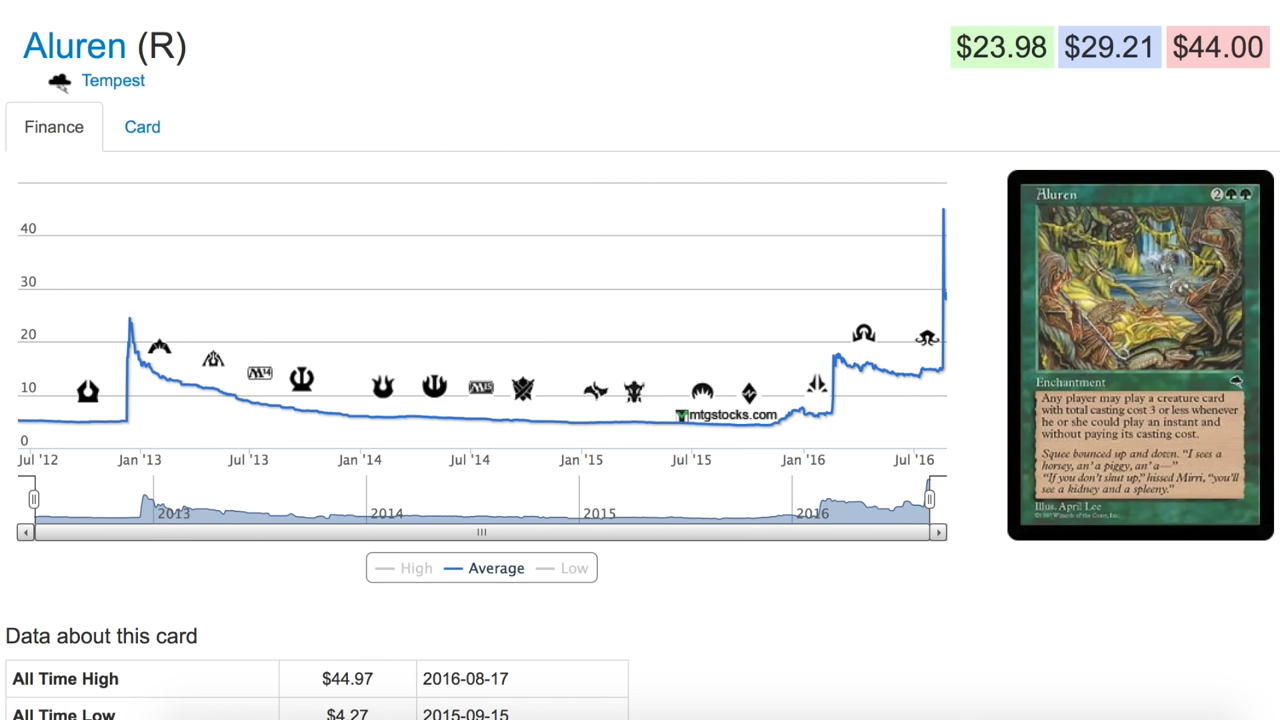 Aluren (R)
$23.98 $29.21 $44.00
Tempest
Finance Card
40
30
20
10
0
M14
M15
mtgstocks.com
Jul '12 Jan '13 Jul '13 Jan '14 Jul '14 Jan '15 Jul '15 Jan '16 Jul '16
2013 2014 2015 2016
High Average Low
Aluren 2
Enchantment
Any player may play a creature card
with total casting cost 3 or less whenever
he or she could play an instant and
without paying its casting cost.
Squee bounced up and down. "I sees a
horsey, an' a piggy, an' a—"
"If you don't shut up," hissed Mirri, "you'll
see a kidney and a spleeny."
Illus. April Lee
Data about this card
All Time High $44.97 2016-08-17
All Time Low $4.27 2015-09-15